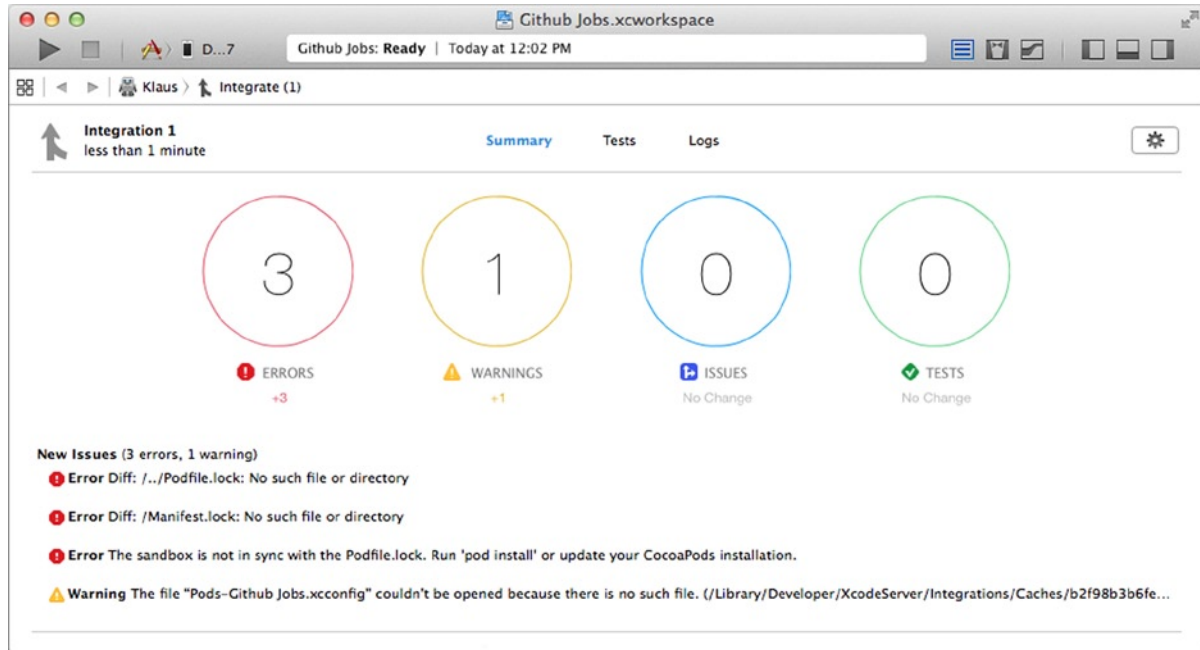 Github Jobs.xcworkspace
D...7
Github Jobs: Ready | Today at 12:02 PM
Klaus Integrate (1)
Integration 1
less than 1 minute
Summary Tests Logs
3 1 0 0
ERRORS WARNINGS ISSUES TESTS
+3 +1 No Change No Change
New Issues (3 errors, 1 warning)
Error Diff: /../Podfile.lock: No such file or directory
Error Diff: /Manifest.lock: No such file or directory
Error The sandbox is not in sync with the Podfile.lock. Run 'pod install' or update your CocoaPods installation.
Warning The file "Pods-Github Jobs.xcconfig" couldn't be opened because there is no such file. (/Library/Developer/XcodeServer/Integrations/Caches/b2f98b3b6fe...